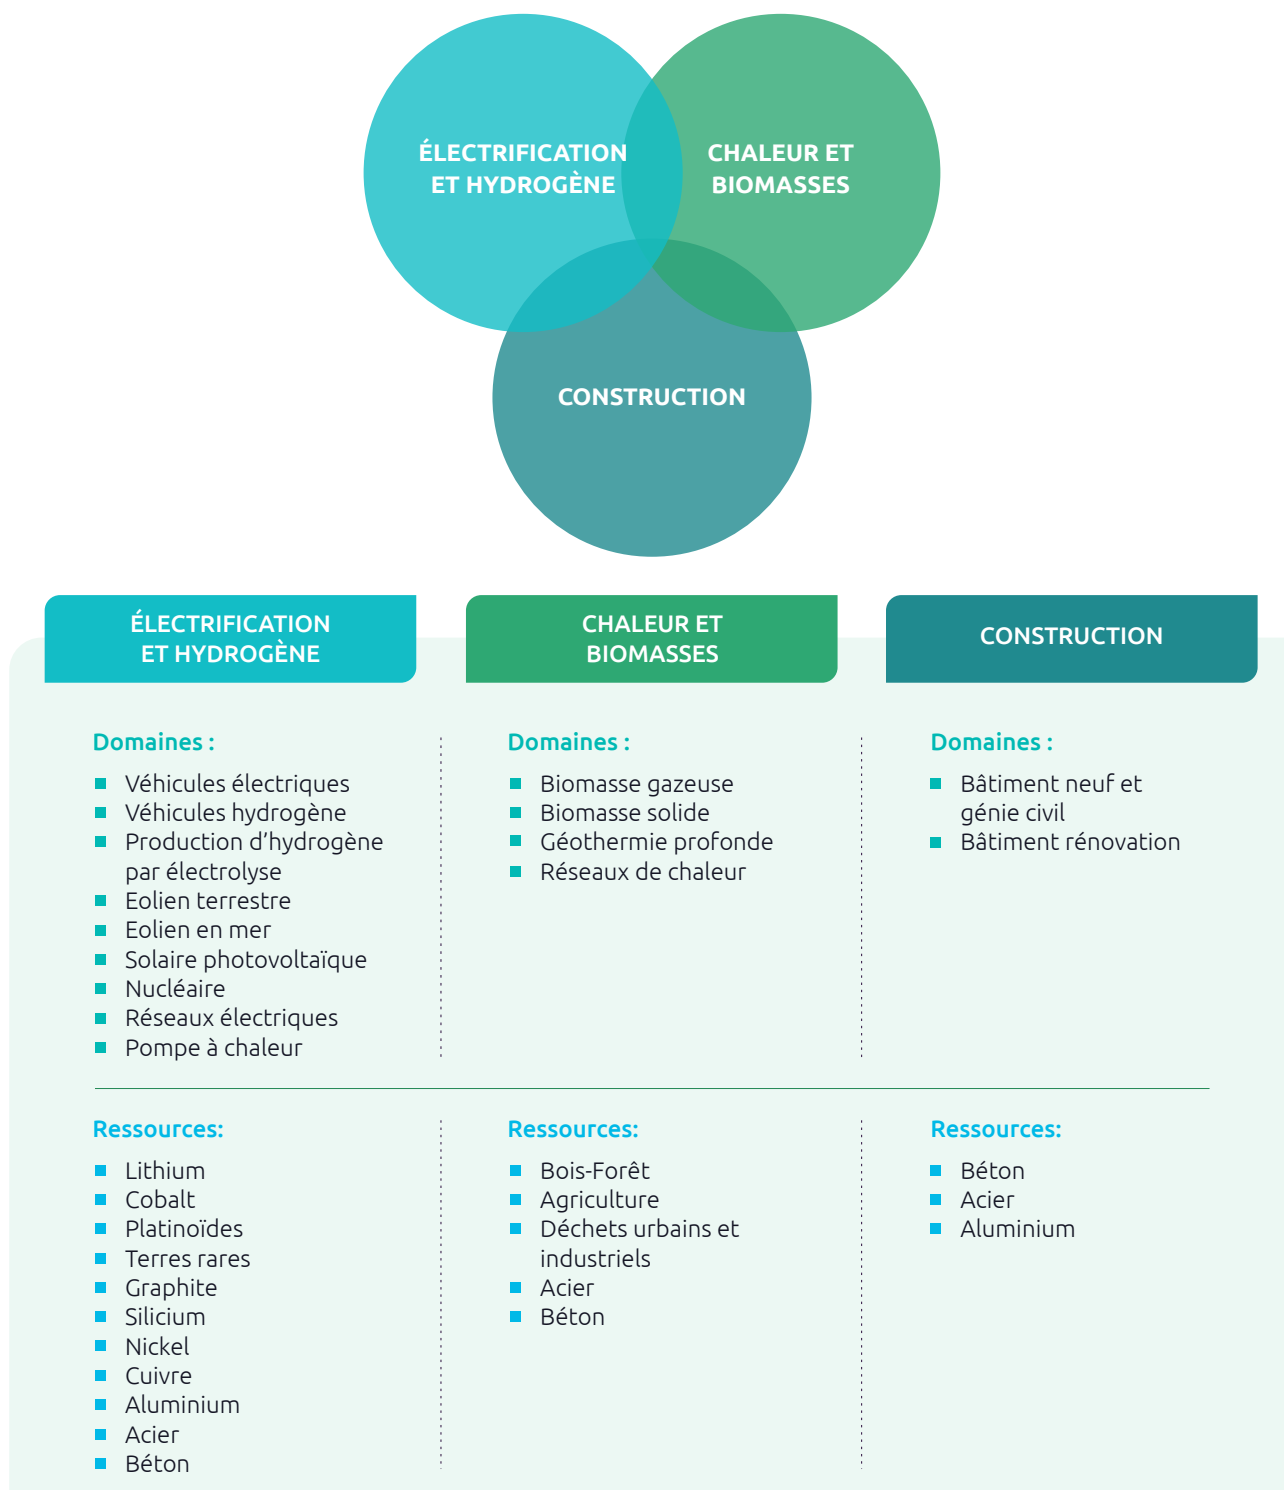 ÉLECTRIFICATION
ET HYDROGÈNE
CHALEUR ET
BIOMASSES
CONSTRUCTION
ÉLECTRIFICATION
ET HYDROGÈNE
Domaines :
Véhicules électriques
Véhicules hydrogène
Production d’hydrogène
par électrolyse
Eolien terrestre
Eolien en mer
Solaire photovoltaïque
Nucléaire
Réseaux électriques
Pompe à chaleur
Ressources:
Lithium
Cobalt
Platinoïdes
Terres rares
Graphite
Silicium
Nickel
Cuivre
Aluminium
Acier
Béton
CHALEUR ET
BIOMASSES
Domaines :
Biomasse gazeuse
Biomasse solide
Géothermie profonde
Réseaux de chaleur
Ressources:
Bois-Forêt
Agriculture
Déchets urbains et
industriels
Acier
Béton
CONSTRUCTION
Domaines :
Bâtiment neuf et
génie civil
Bâtiment rénovation
Ressources:
Béton
Acier
Aluminium